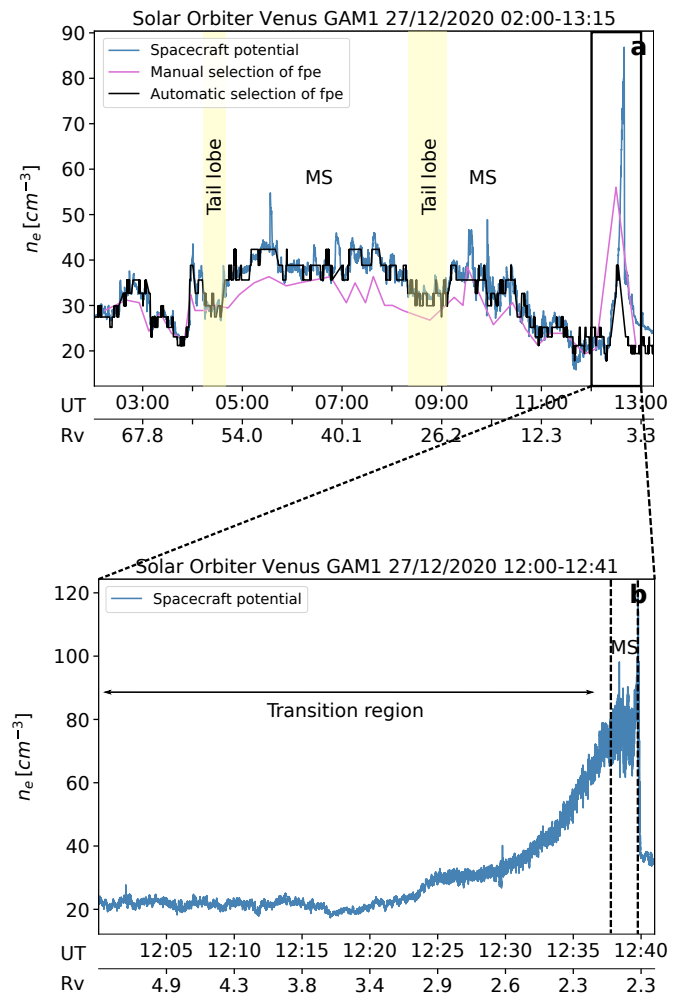 Solar Orbiter Venus GAM1 27/12/2020 02:00-13:15
a
Spacecraft potential
Manual selection of fpe
Automatic selection of fpe
Tail lobe
MS
Tail lobe
MS
90
80
70
60
50
40
30
20
n_e [cm^{-3}]
UT 03:00 05:00 07:00 09:00 11:00 13:00
Rv 67.8 54.0 40.1 26.2 12.3 3.3
Solar Orbiter Venus GAM1 27/12/2020 12:00-12:41
b
Spacecraft potential
MS
Transition region
120
100
80
60
40
20
n_e [cm^{-3}]
UT 12:05 12:10 12:15 12:20 12:25 12:30 12:35 12:40
Rv 4.9 4.3 3.8 3.4 2.9 2.6 2.3 2.3